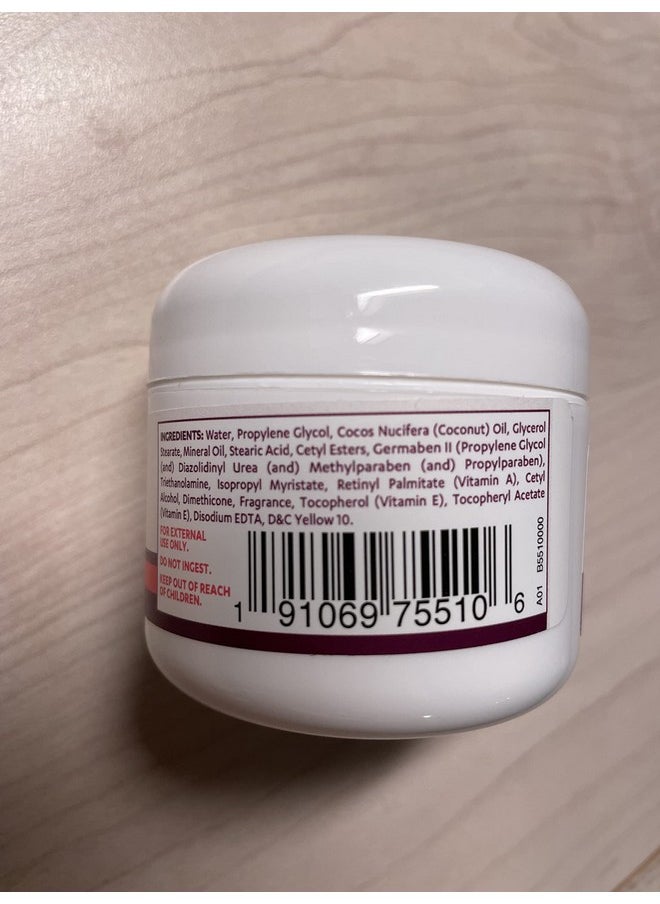 INGREDIENTS: Water, Propylene Glycol, Cocos Nucifera (Coconut) Oil, Glycerol
Stearate, Mineral Oil, Stearic Acid, Cetyl Esters, Germaben II (Propylene Glycol
(and) Diazolidinyl Urea (and) Methylparaben (and) Propylparaben),
Triethanolamine, Isopropyl Myristate, Retinyl Palmitate (Vitamin A), Cetyl
Alcohol, Dimethicone, Fragrance, Tocopherol (Vitamin E), Tocopheryl Acetate
(Vitamin E), Disodium EDTA, D&C Yellow 10.
FOR EXTERNAL
USE ONLY.
DO NOT INGEST.
KEEP OUT OF REACH
OF CHILDREN.
1 91069 75510 6
A01 B5510000